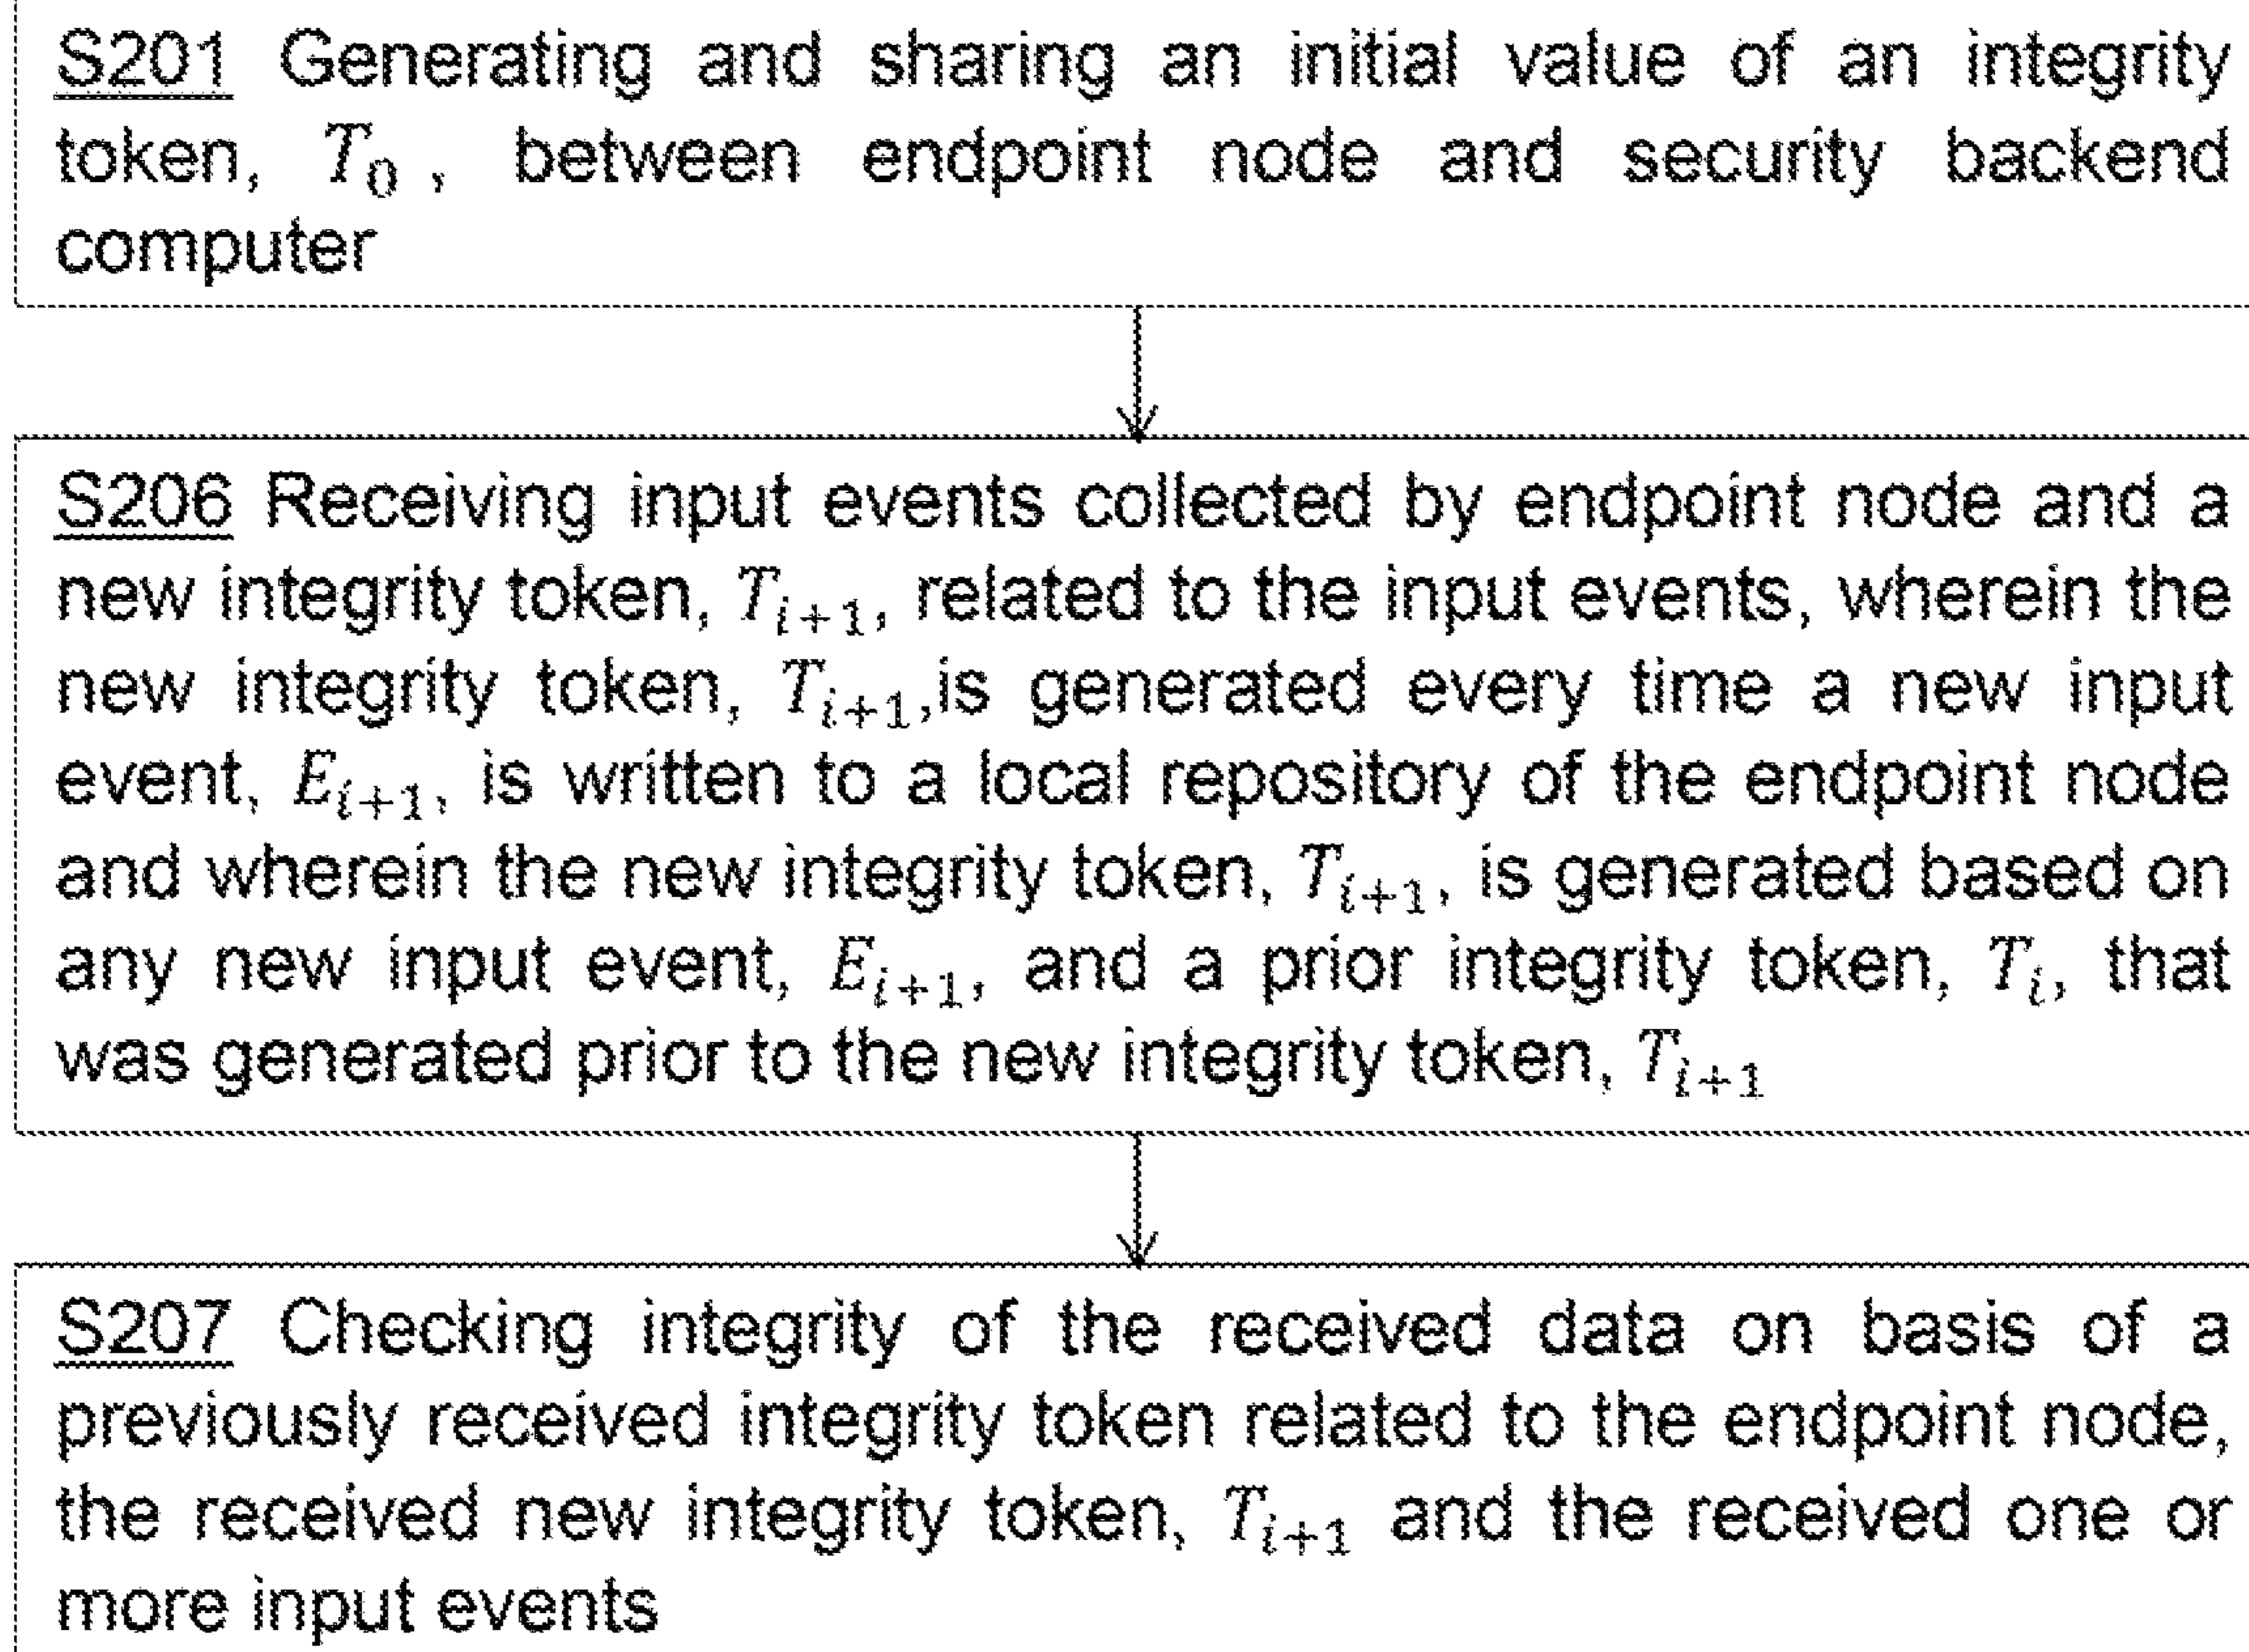 S201 Generating and sharing an initial value of an integrity
token, T₀ , between endpoint node and security backend
computer
S206 Receiving input events collected by endpoint node and a
new integrity token, Tᵢ₊₁, related to the input events, wherein the
new integrity token, Tᵢ₊₁,is generated every time a new input
event, Eᵢ₊₁, is written to a local repository of the endpoint node
and wherein the new integrity token, Tᵢ₊₁, is generated based on
any new input event, Eᵢ₊₁, and a prior integrity token, Tᵢ, that
was generated prior to the new integrity token, Tᵢ₊₁
S207 Checking integrity of the received data on basis of a
previously received integrity token related to the endpoint node,
the received new integrity token, Tᵢ₊₁ and the received one or
more input events